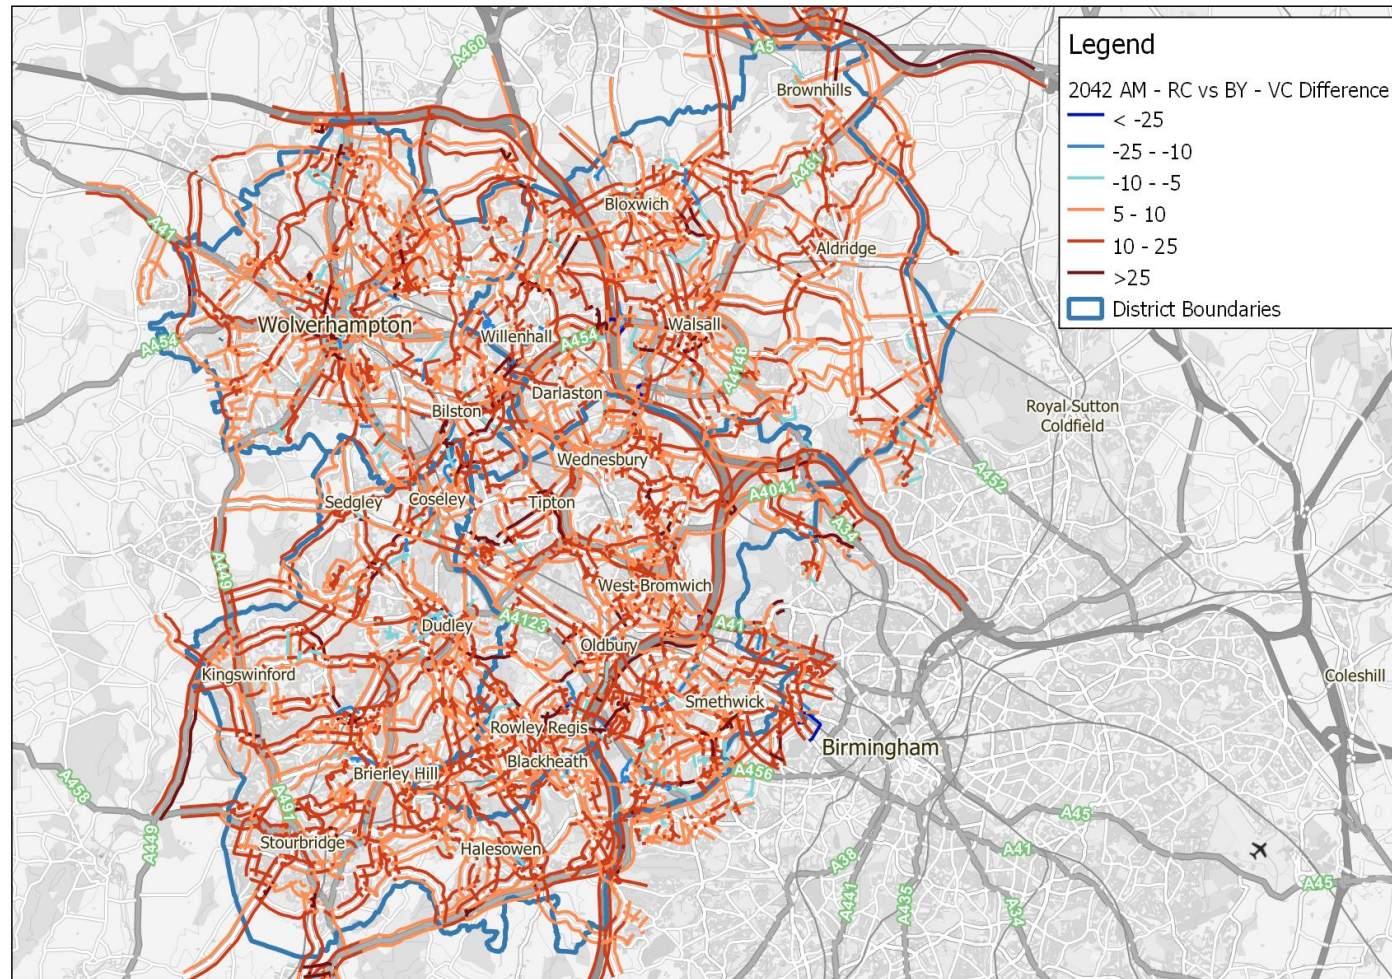 Legend
2042 AM - RC vs BY - VC Difference
< -25
-25 - -10
-10 - -5
5 - 10
10 - 25
>25
District Boundaries
A460
A5
Brownhills
A461
Bloxwich
A41
Aldridge
Wolverhampton
Willenhall
A454
Walsall
A454
A4148
Darlaston
Bilston
Royal Sutton
Coldfield
Wednesbury
A452
Sedgley
Coseley
Tipton
A4041
A34
A449
West Bromwich
Dudley
A4123
A41
Oldbury
Kingswinford
Coleshill
Smethwick
Rowley Regis
Birmingham
Blackheath
Brierley Hill
A456
A458
A491
A45
A449
Stourbridge
Halesowen
A38
A41
A45
A441
A435
A34